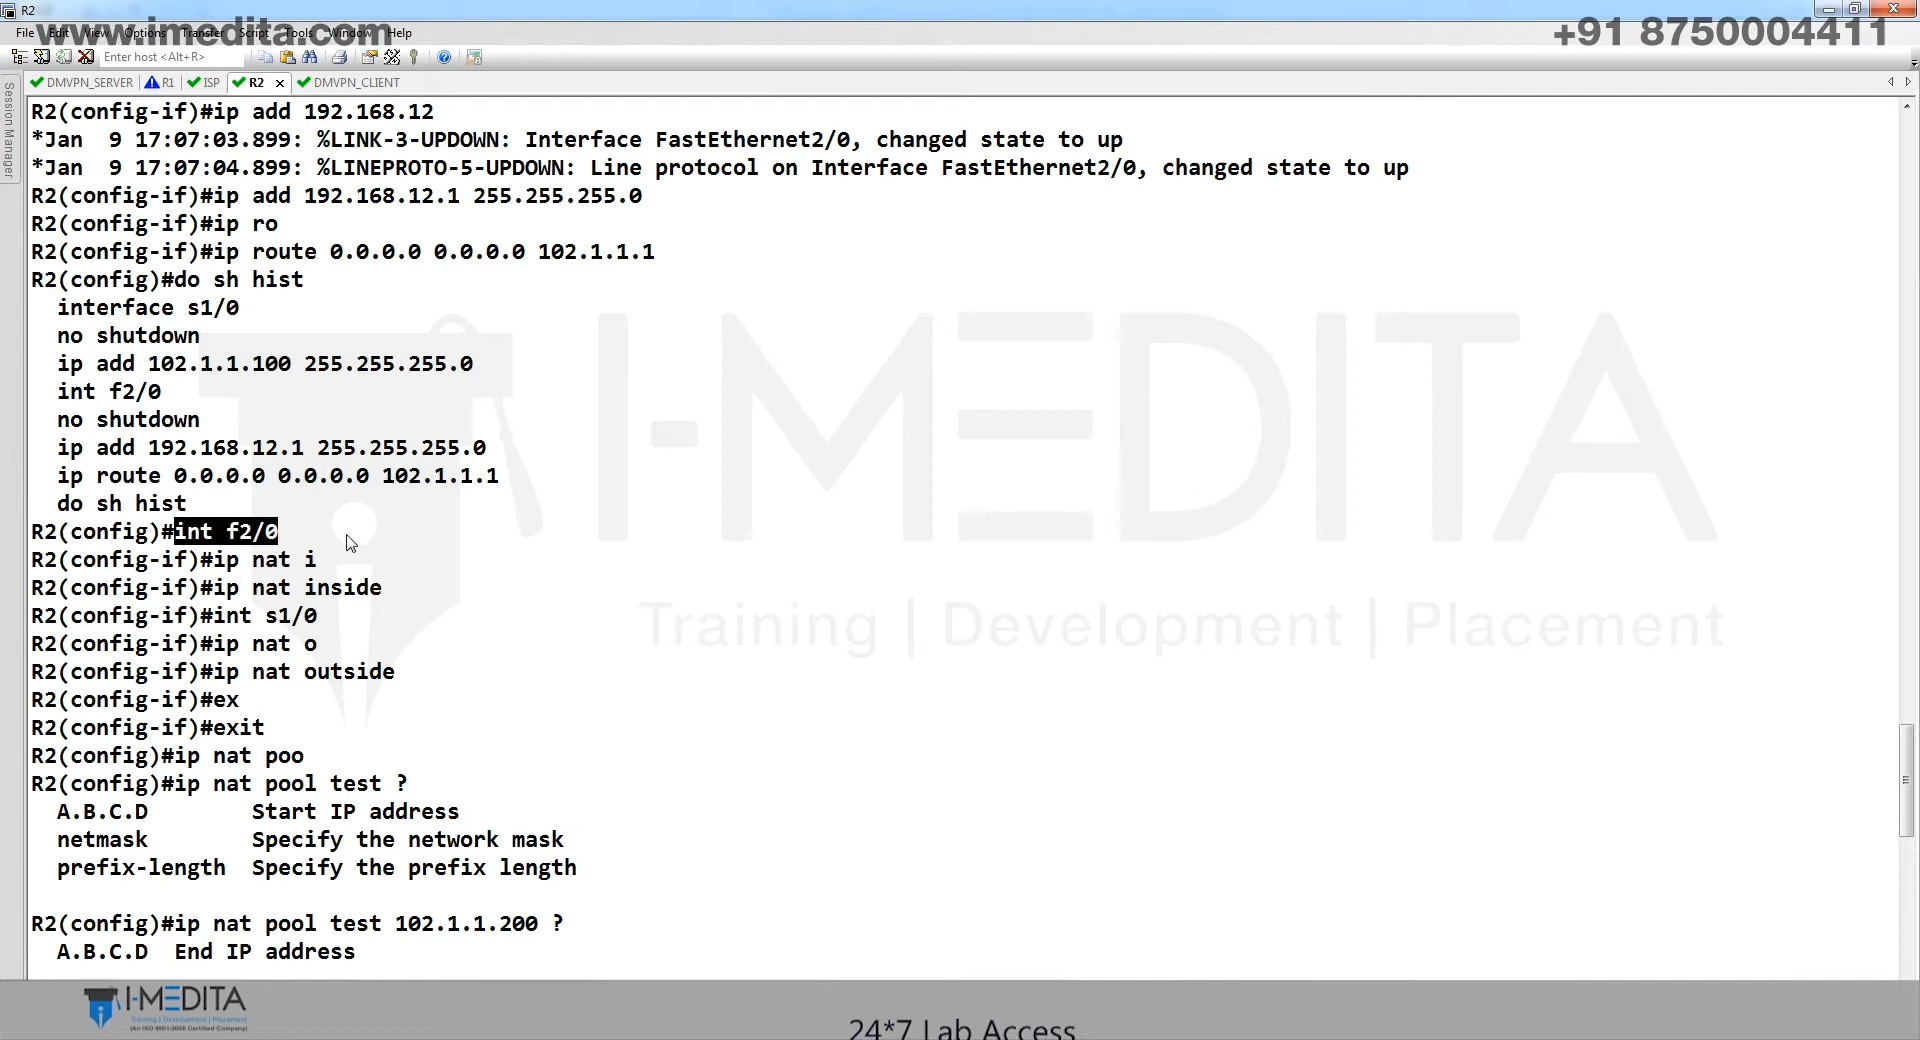 R2
www.imedita.com
+91 8750004411
File Edit View Options Transfer Script Tools Window Help
Enter host <Alt+R>
DMVPN_SERVER R1 ISP R2 DMVPN_CLIENT
Session Manager
R2(config-if)#ip add 192.168.12
*Jan  9 17:07:03.899: %LINK-3-UPDOWN: Interface FastEthernet2/0, changed state to up
*Jan  9 17:07:04.899: %LINEPROTO-5-UPDOWN: Line protocol on Interface FastEthernet2/0, changed state to up
R2(config-if)#ip add 192.168.12.1 255.255.255.0
R2(config-if)#ip ro
R2(config-if)#ip route 0.0.0.0 0.0.0.0 102.1.1.1
R2(config)#do sh hist
  interface s1/0
  no shutdown
  ip add 102.1.1.100 255.255.255.0
  int f2/0
  no shutdown
  ip add 192.168.12.1 255.255.255.0
  ip route 0.0.0.0 0.0.0.0 102.1.1.1
  do sh hist
R2(config)#int f2/0
R2(config-if)#ip nat i
R2(config-if)#ip nat inside
R2(config-if)#int s1/0
R2(config-if)#ip nat o
R2(config-if)#ip nat outside
R2(config-if)#ex
R2(config-if)#exit
R2(config)#ip nat poo
R2(config)#ip nat pool test ?
  A.B.C.D        Start IP address
  netmask        Specify the network mask
  prefix-length  Specify the prefix length
R2(config)#ip nat pool test 102.1.1.200 ?
  A.B.C.D  End IP address
I-MEDITA
Training | Development | Placement
I-MEDITA
Training | Development | Placement
(An ISO 9001:2008 Certified Company)
24*7 Lab Access